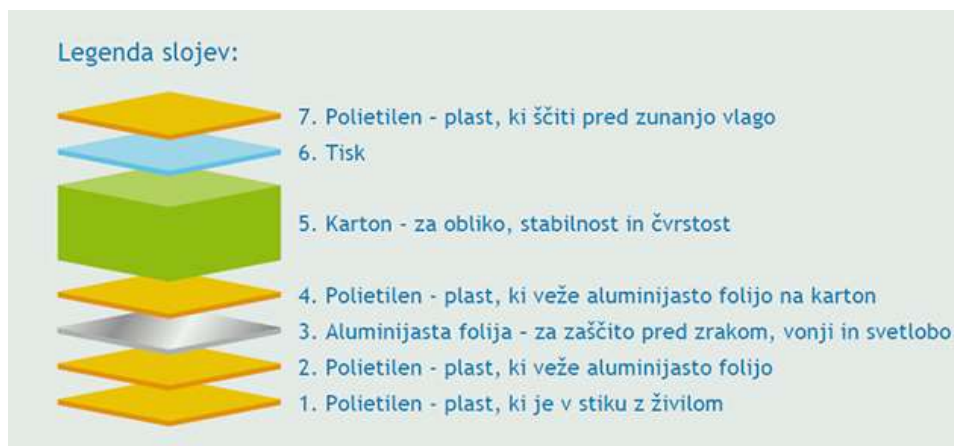 Legenda slojev:
7. Polietilen – plast, ki ščiti pred zunanjo vlago
6. Tisk
5. Karton - za obliko, stabilnost in čvrstost
4. Polietilen - plast, ki veže aluminijasto folijo na karton
3. Aluminijasta folija – za zaščito pred zrakom, vonji in svetlobo
2. Polietilen - plast, ki veže aluminijasto folijo
1. Polietilen - plast, ki je v stiku z živilom